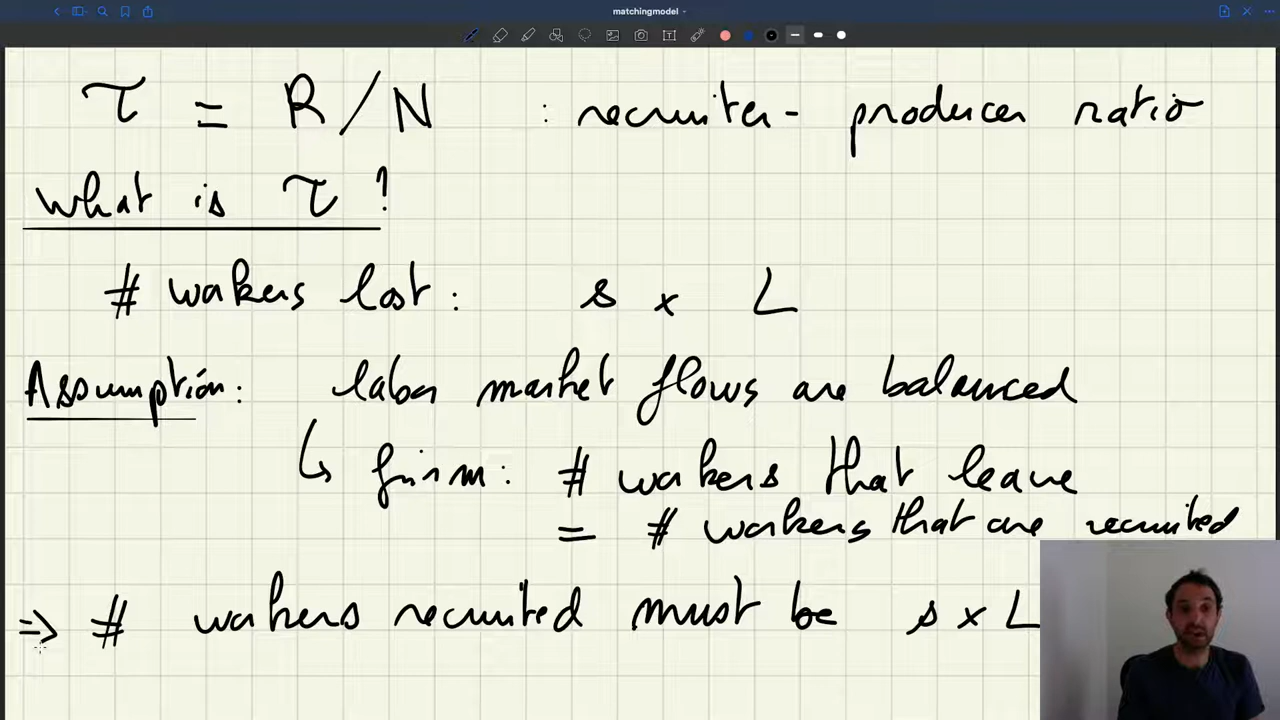 matchingmodel
τ = R/N : recruiter- producer ratio
What is τ ?
# workers lost : s x L
Assumption: labor market flows are balanced
↳ firm: # workers that leave
= # workers that are recruited
=> # workers recruited must be s x L